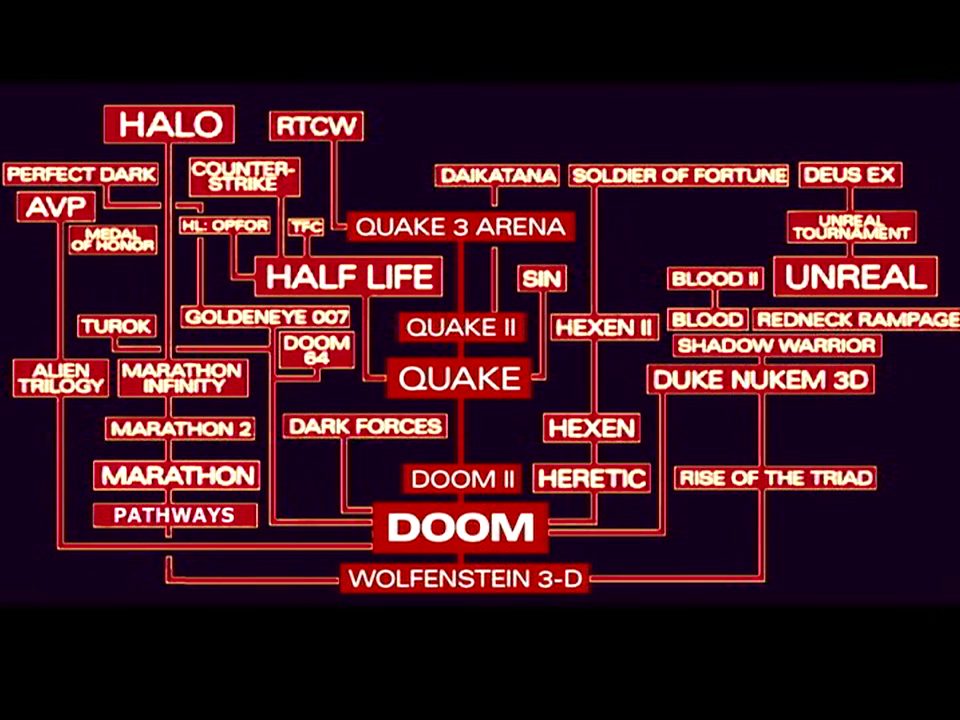 HALO
RTCW
PERFECT DARK
COUNTER-
STRIKE
DAIKATANA
SOLDIER OF FORTUNE
DEUS EX
AVP
MEDAL
OF HONOR
HL: OPFOR
TFC
QUAKE 3 ARENA
UNREAL
TOURNAMENT
HALF LIFE
SIN
BLOOD II
UNREAL
TUROK
GOLDENEYE 007
QUAKE II
HEXEN II
BLOOD
REDNECK RAMPAGE
DOOM
64
SHADOW WARRIOR
ALIEN
TRILOGY
MARATHON
INFINITY
QUAKE
DUKE NUKEM 3D
MARATHON 2
DARK FORCES
HEXEN
MARATHON
DOOM II
HERETIC
RISE OF THE TRIAD
PATHWAYS
DOOM
WOLFENSTEIN 3-D